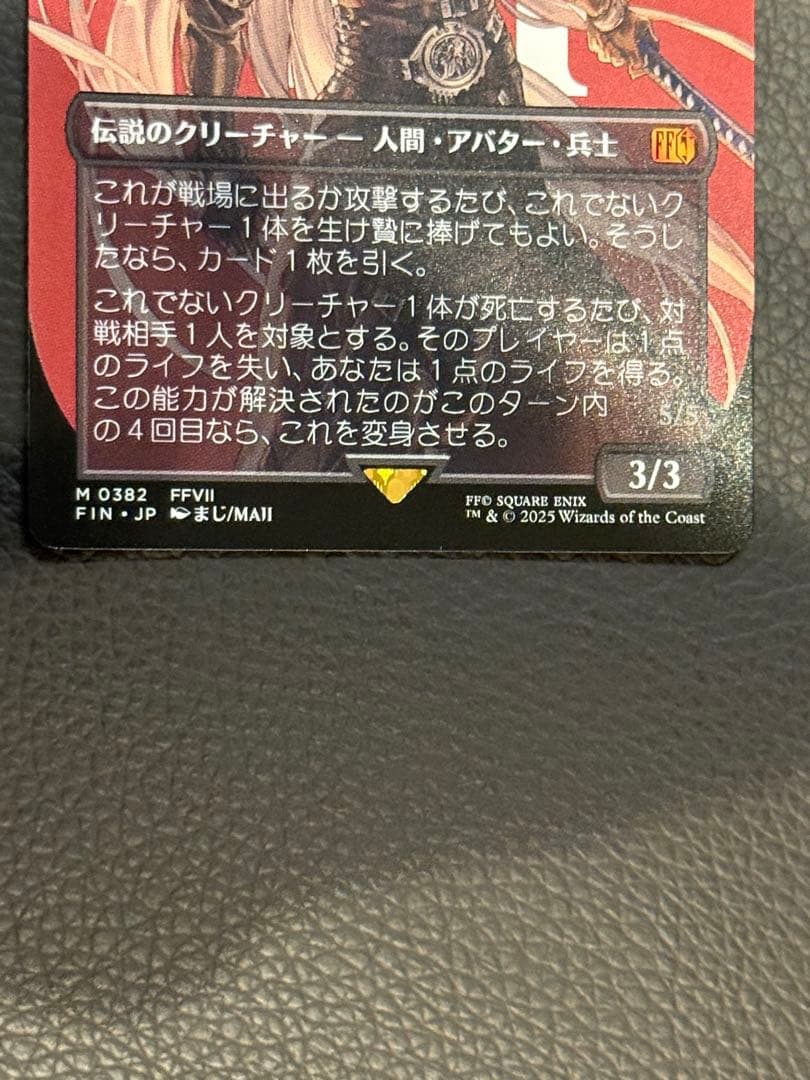 伝説のクリーチャー — 人間・アバター・兵士
FF
これが戦場に出るか攻撃するたび、これでないク
リーチャー1体を生け贄に捧げてもよい。そうし
たなら、カード1枚を引く。
これでないクリーチャー1体が死亡するたび、対
戦相手1人を対象とする。そのプレイヤーは1点
のライフを失い、あなたは1点のライフを得る。
この能力が解決されたのがこのターン内
の4回目なら、これを変身させる。
5/5
3/3
M 0382 FFVII
FIN • JP まじ/MAJI
FF© SQUARE ENIX
™ & © 2025 Wizards of the Coast